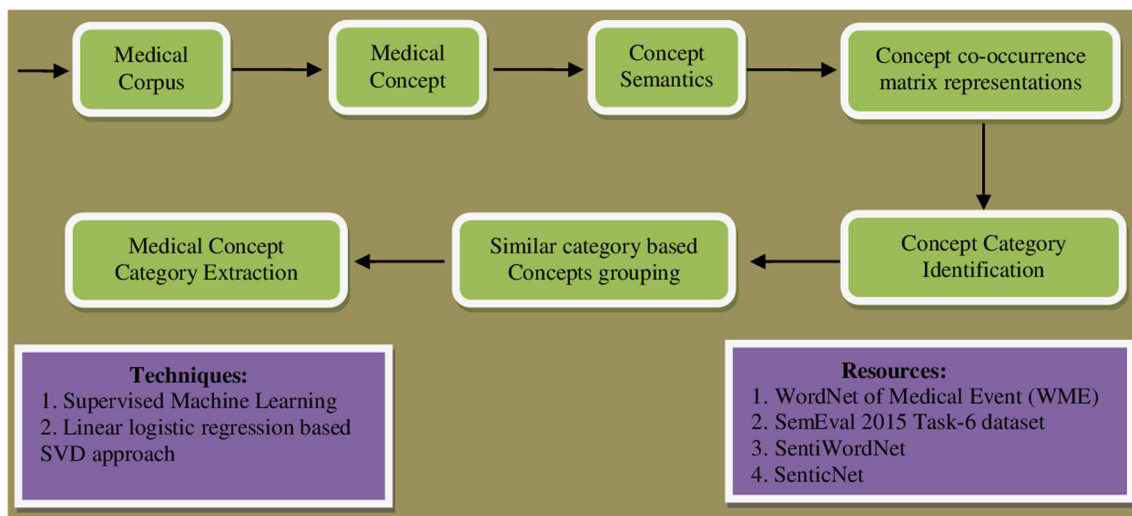 Medical
Corpus
Medical
Concept
Concept
Semantics
Concept co-occurrence
matrix representations
Concept Category
Identification
Similar category based
Concepts grouping
Medical Concept
Category Extraction
Techniques:
1. Supervised Machine Learning
2. Linear logistic regression based
SVD approach
Resources:
1. WordNet of Medical Event (WME)
2. SemEval 2015 Task-6 dataset
3. SentiWordNet
4. SenticNet